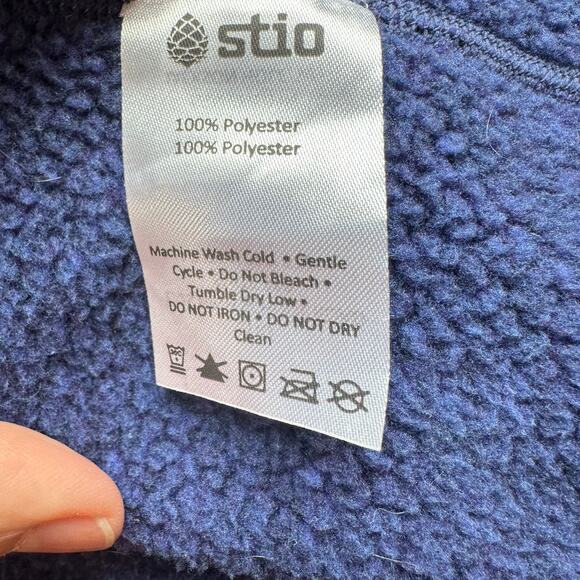 stio
100% Polyester
100% Polyester
Machine Wash Cold • Gentle
Cycle • Do Not Bleach •
Tumble Dry Low •
DO NOT IRON • DO NOT DRY
Clean